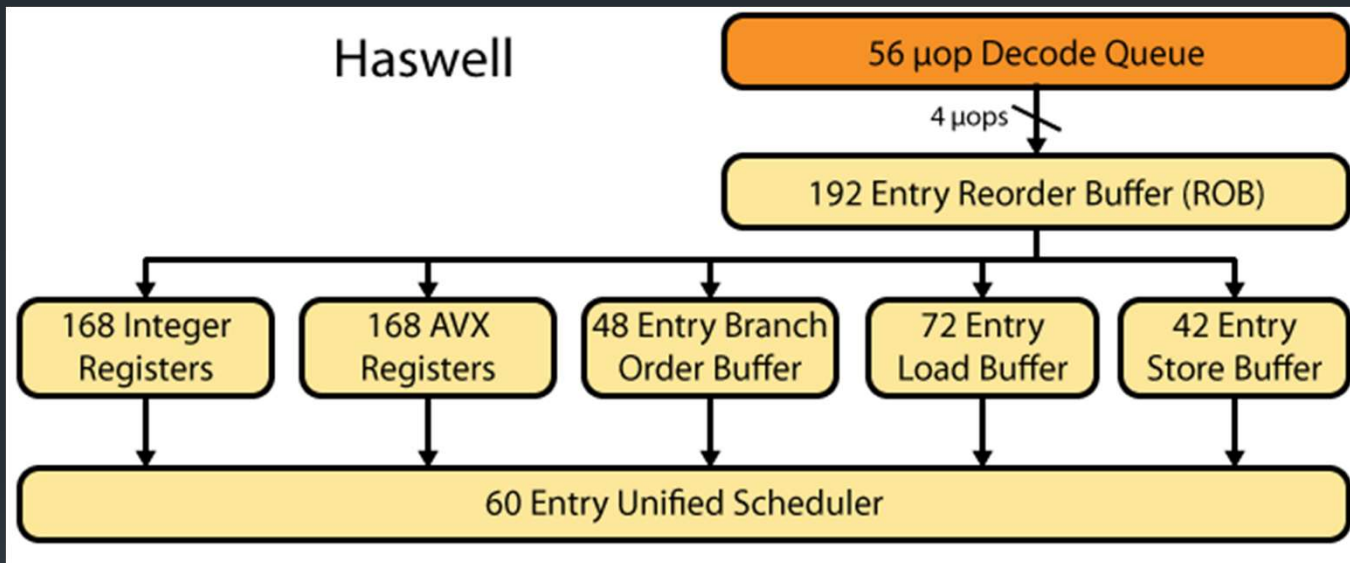 Haswell
56 µop Decode Queue
4 µops
192 Entry Reorder Buffer (ROB)
168 Integer
Registers
168 AVX
Registers
48 Entry Branch
Order Buffer
72 Entry
Load Buffer
42 Entry
Store Buffer
60 Entry Unified Scheduler